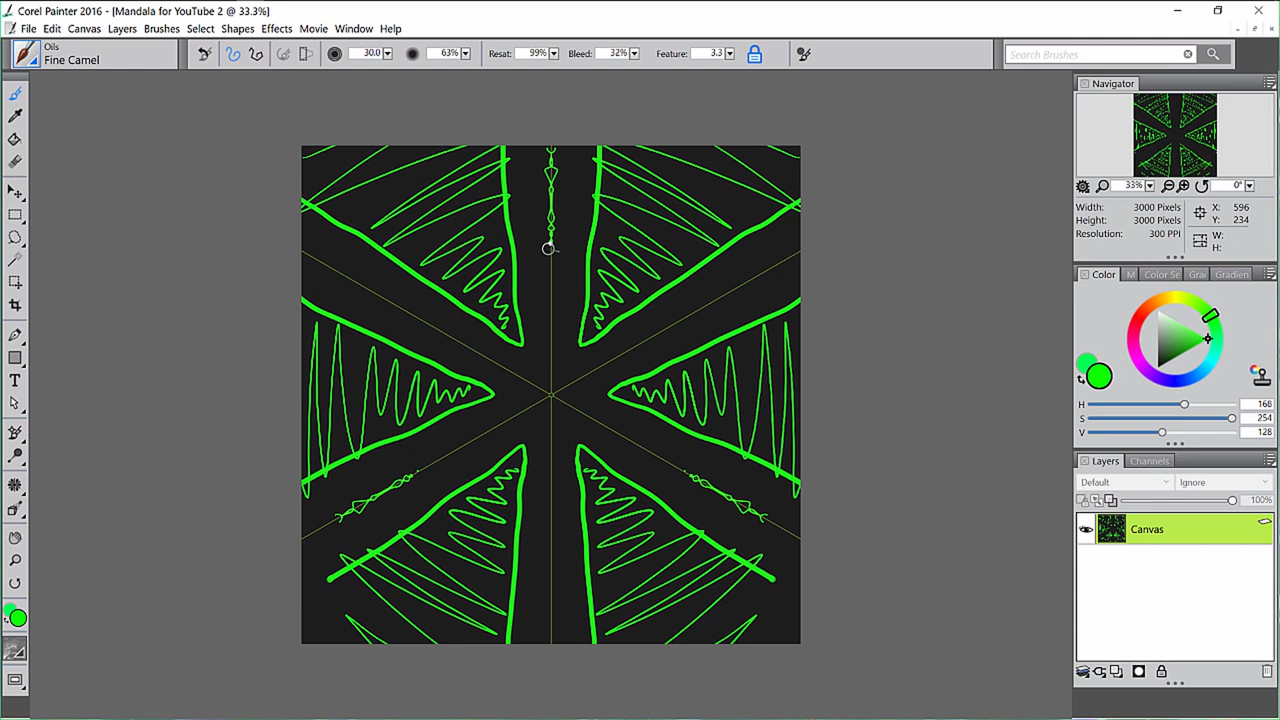 Corel Painter 2016 - [Mandala for YouTube 2 @ 33.3%]
File Edit Canvas Layers Brushes Select Shapes Effects Movie Window Help
Oils
Fine Camel
30.0 63% Resat: 99% Bleed: 32% Feature: 3.3
Search Brushes
Navigator
33% 0°
Width: 3000 Pixels
Height: 3000 Pixels
Resolution: 300 PPI
X: 596
Y: 234
W:
H:
Color M Color Se Grad Gradien
H 168
S 254
V 128
Layers Channels
Default Ignore
100%
Canvas